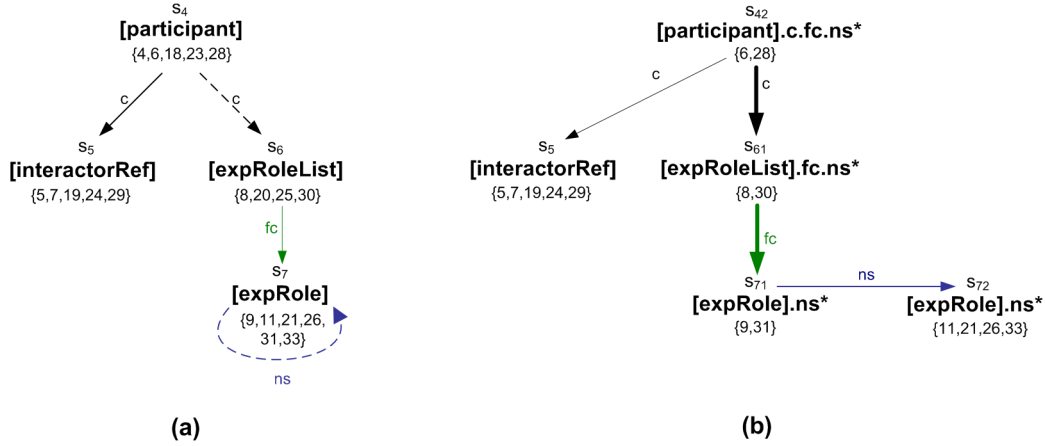 s4
[participant]
{4,6,18,23,28}
c
c
s5
[interactorRef]
{5,7,19,24,29}
s6
[expRoleList]
{8,20,25,30}
fc
s7
[expRole]
{9,11,21,26,
31,33}
ns
(a)
s42
[participant].c.fc.ns*
{6,28}
c
c
s5
[interactorRef]
{5,7,19,24,29}
s61
[expRoleList].fc.ns*
{8,30}
fc
s71
[expRole].ns*
{9,31}
ns
s72
[expRole].ns*
{11,21,26,33}
(b)